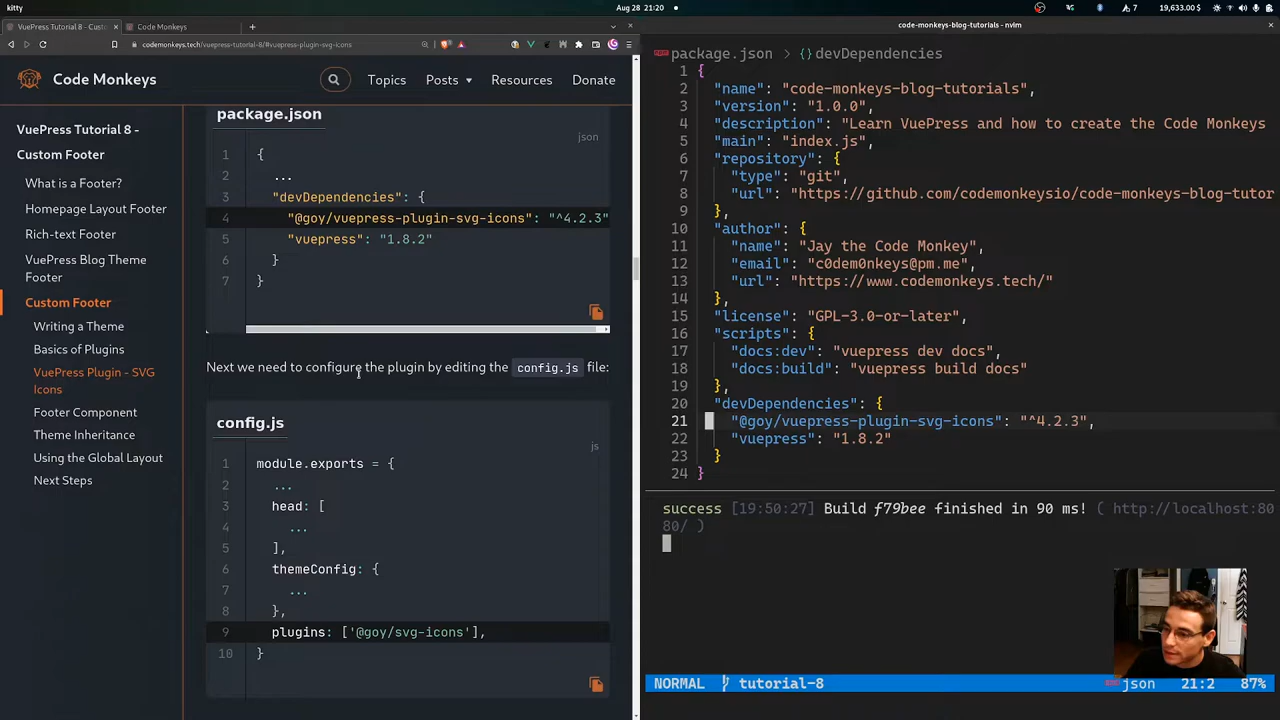 kitty
Aug 28 21:20
7
19,633.00
VuePress Tutorial 8 - Custo
Code Monkeys
codemonkeys.tech/vuepress-tutorial-8/#vuepress-plugin-svg-icons
Code Monkeys
Topics
Posts
Resources
Donate
VuePress Tutorial 8 -
Custom Footer
What is a Footer?
Homepage Layout Footer
Rich-text Footer
VuePress Blog Theme
Footer
Custom Footer
Writing a Theme
Basics of Plugins
VuePress Plugin - SVG
Icons
Footer Component
Theme Inheritance
Using the Global Layout
Next Steps
package.json
json
1 {
2 ...
3 "devDependencies": {
4 "@goy/vuepress-plugin-svg-icons": "^4.2.3"
5 "vuepress": "1.8.2"
6 }
7 }
Next we need to configure the plugin by editing the config.js file:
config.js
js
1 module.exports = {
2 ...
3 head: [
4 ...
5 ],
6 themeConfig: {
7 ...
8 },
9 plugins: ['@goy/svg-icons'],
10 }
code-monkeys-blog-tutorials - nvim
package.json > {} devDependencies
1 {
2 "name": "code-monkeys-blog-tutorials",
3 "version": "1.0.0",
4 "description": "Learn VuePress and how to create the Code Monkeys
5 "main": "index.js",
6 "repository": {
7 "type": "git",
8 "url": "https://github.com/codemonkeysio/code-monkeys-blog-tutor
9 },
10 "author": {
11 "name": "Jay the Code Monkey",
12 "email": "c0dem0nkeys@pm.me",
13 "url": "https://www.codemonkeys.tech/"
14 },
15 "license": "GPL-3.0-or-later",
16 "scripts": {
17 "docs:dev": "vuepress dev docs",
18 "docs:build": "vuepress build docs"
19 },
20 "devDependencies": {
21 "@goy/vuepress-plugin-svg-icons": "^4.2.3",
22 "vuepress": "1.8.2"
23 }
24 }
success [19:50:27] Build f79bee finished in 90 ms! ( http://localhost:80
80/ )
NORMAL tutorial-8 json 21:2 87%